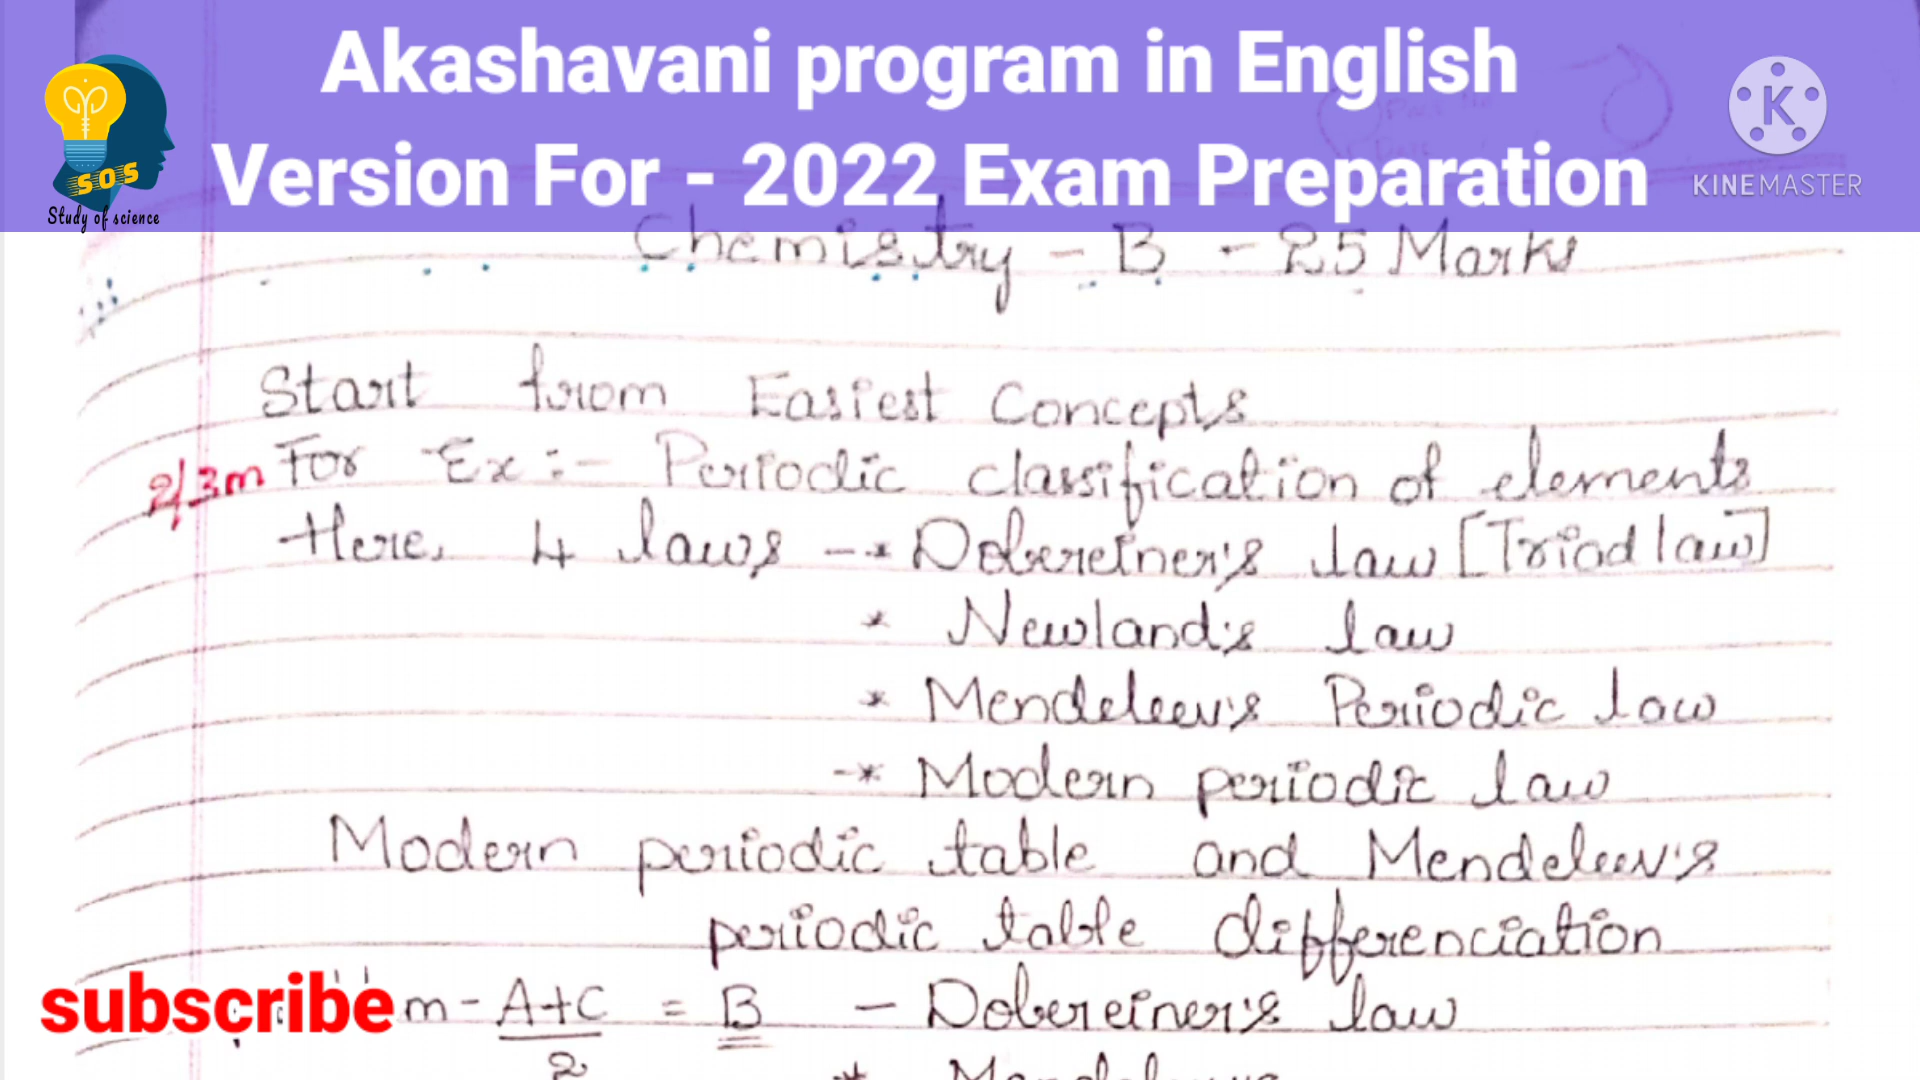 Akashavani program in English
Version For - 2022 Exam Preparation
SOS
Study of science
K
KINEMASTER
Chemistry - B - 25 Marks
Start from Easiest Concepts
2/3m For Ex :- Periodic classification of elements
Here, 4 laws -* Dobereiner's law [Triad law]
* Newland's law
* Mendeleev's Periodic law
-* Modern periodic law
Modern periodic table and Mendeleev's
periodic table differenciation
subscribe
m - A+C = B - Dobereiner's law
2
*